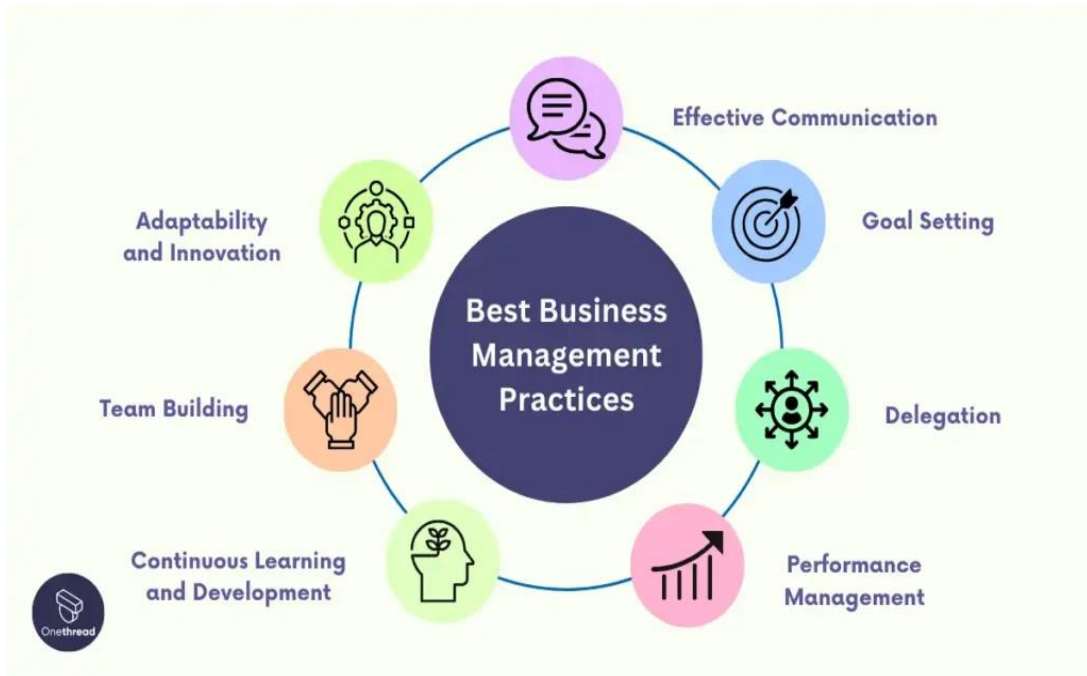 Effective Communication
Goal Setting
Delegation
Performance
Management
Continuous Learning
and Development
Team Building
Adaptability
and Innovation
Best Business
Management
Practices
Onethread